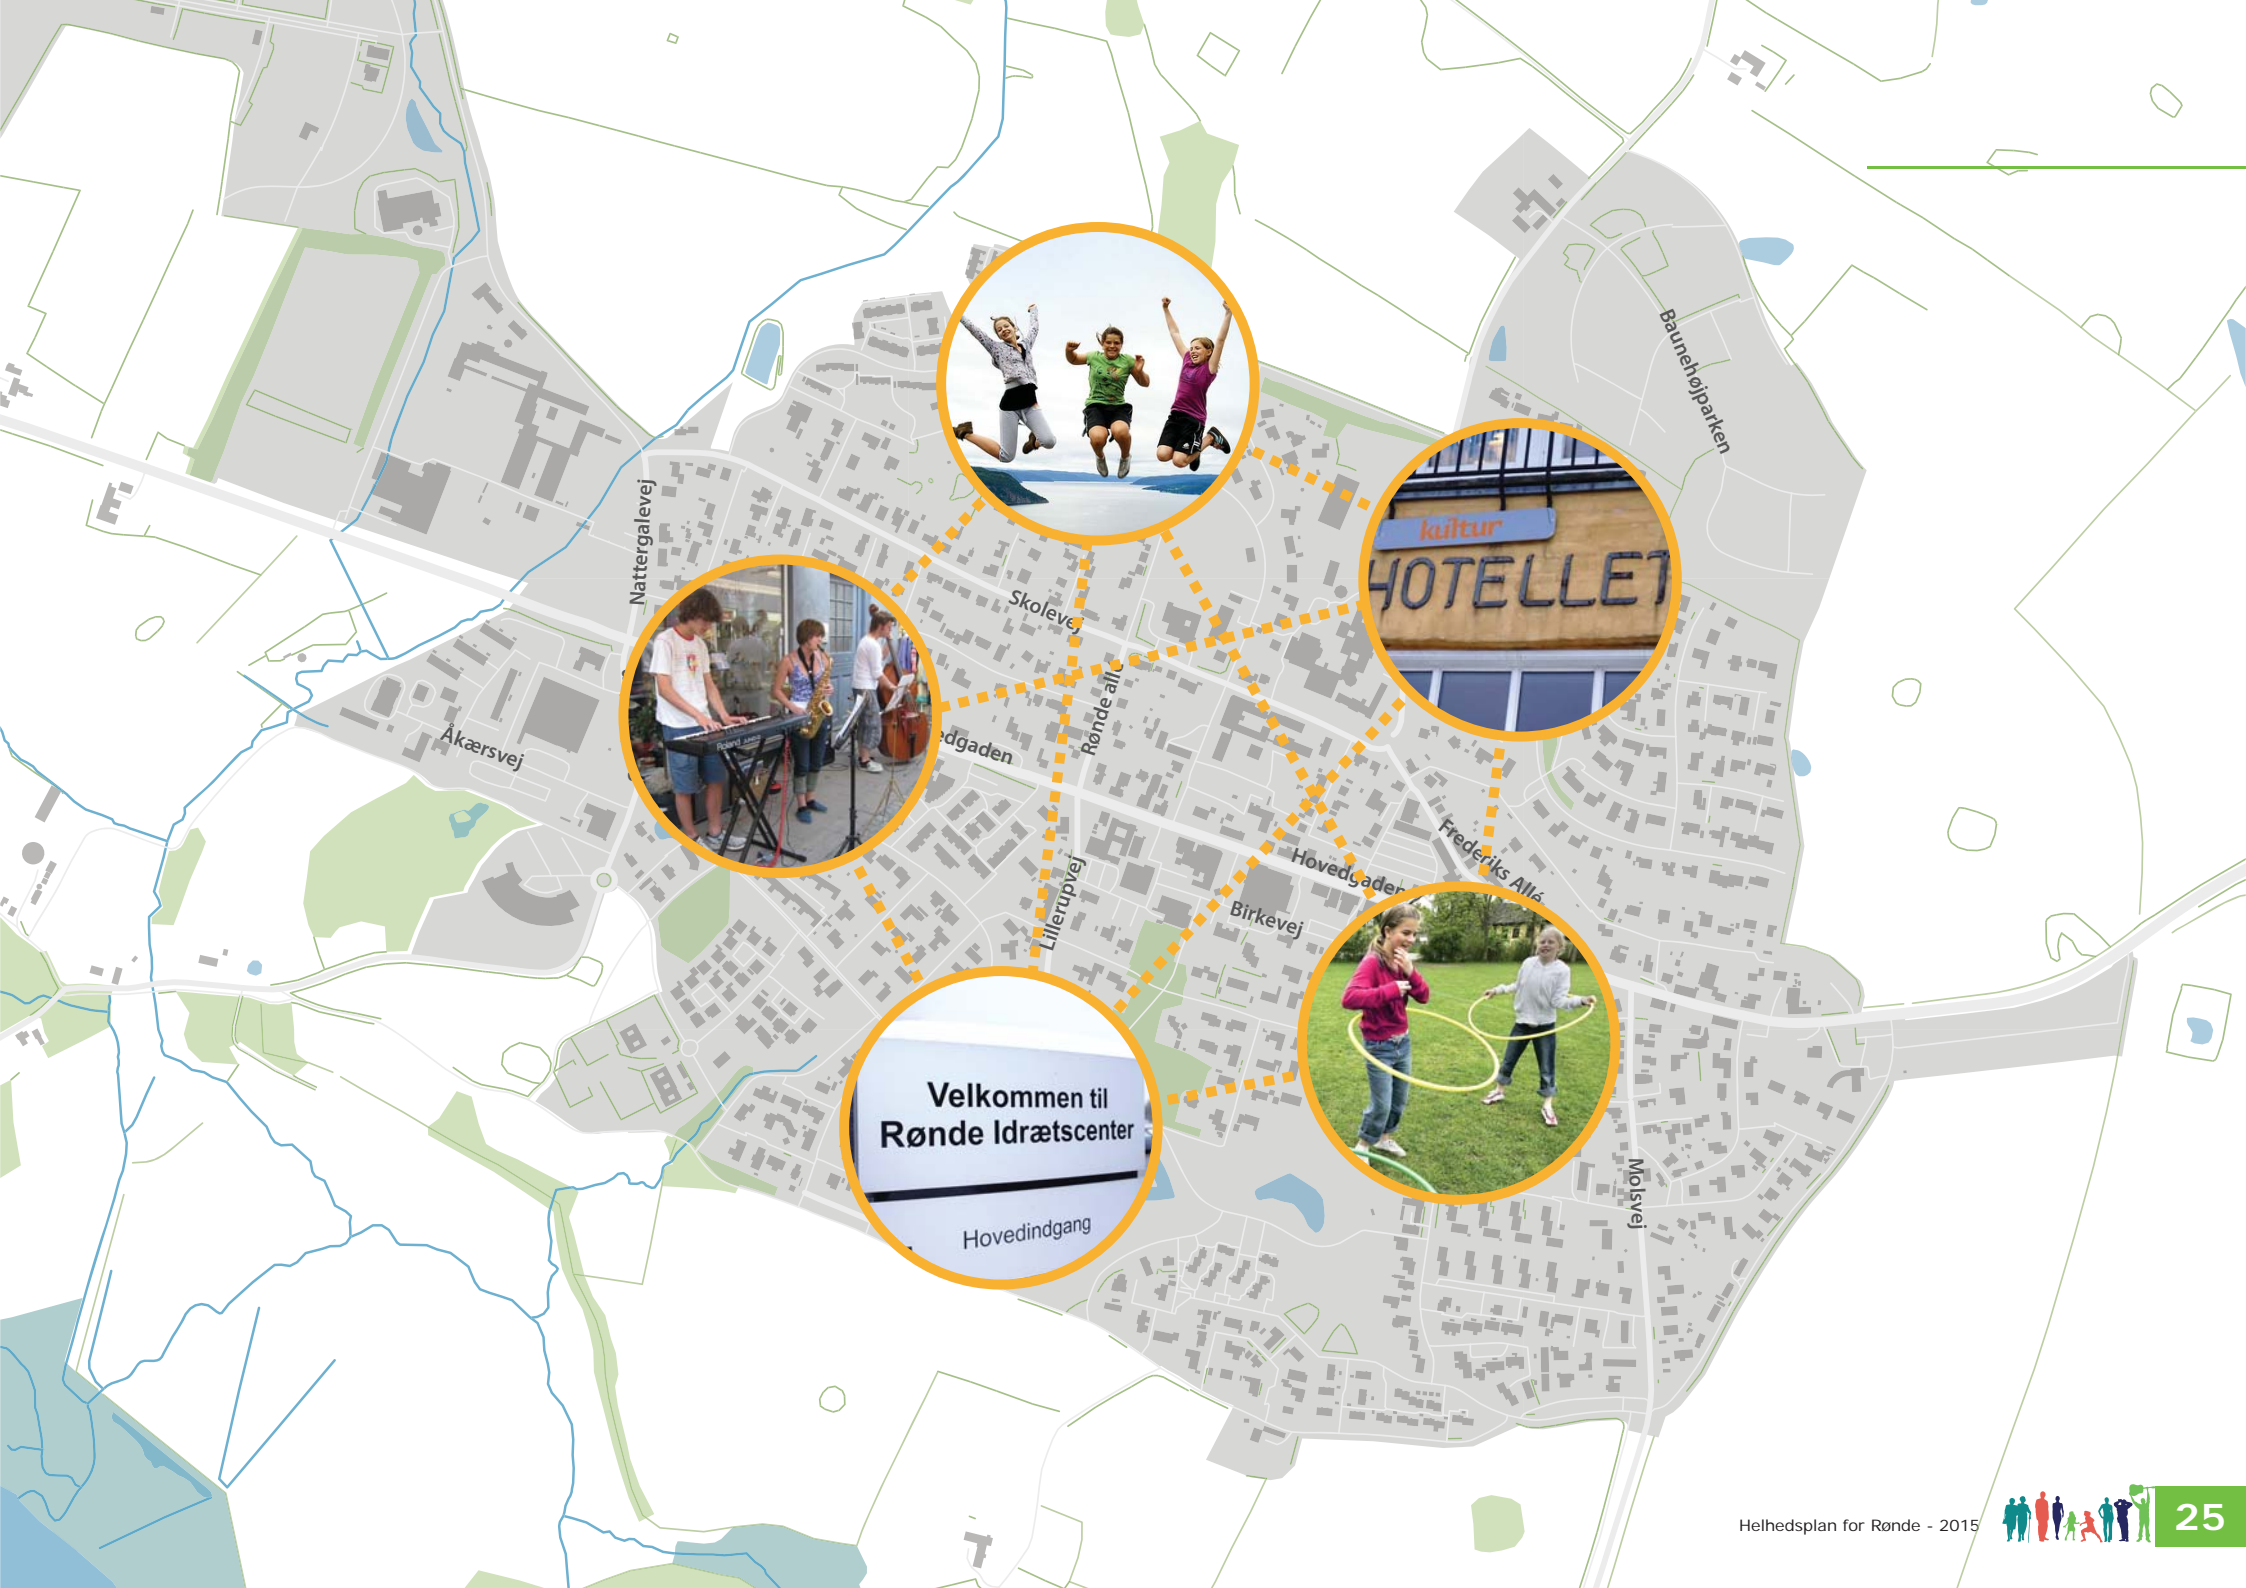 Baunehøjparken
Nattergalevej
kultur
HOTELLET
Skolevej
Rønde allé
Roland
edgaden
Åkærsvej
Frederiks Allé
Hovedgaden
Lillerupvej
Birkevej
Velkommen til
Rønde Idrætscenter
Hovedindgang
Molsvej
Helhedsplan for Rønde - 2015
25